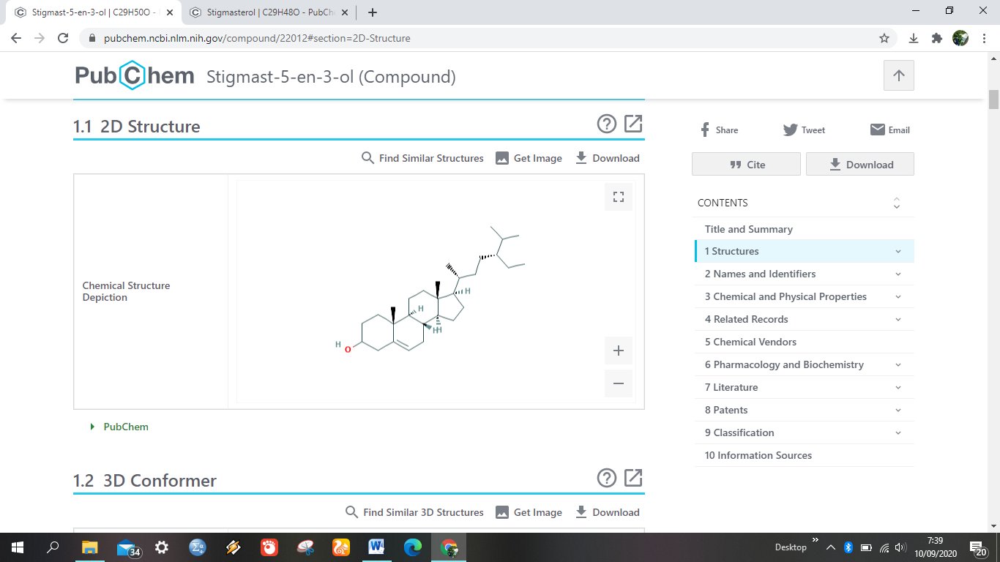 Stigmast-5-en-3-ol | C29H50O -
Stigmasterol | C29H48O - PubCh
pubchem.ncbi.nlm.nih.gov/compound/22012#section=2D-Structure
PubChem Stigmast-5-en-3-ol (Compound)
1.1 2D Structure
Find Similar Structures Get Image Download
Chemical Structure
Depiction
H
H
H
H
H
O
PubChem
1.2 3D Conformer
Find Similar 3D Structures Get Image Download
Share Tweet Email
Cite Download
CONTENTS
Title and Summary
1 Structures
2 Names and Identifiers
3 Chemical and Physical Properties
4 Related Records
5 Chemical Vendors
6 Pharmacology and Biochemistry
7 Literature
8 Patents
9 Classification
10 Information Sources
34
Desktop
7:39
10/09/2020
20